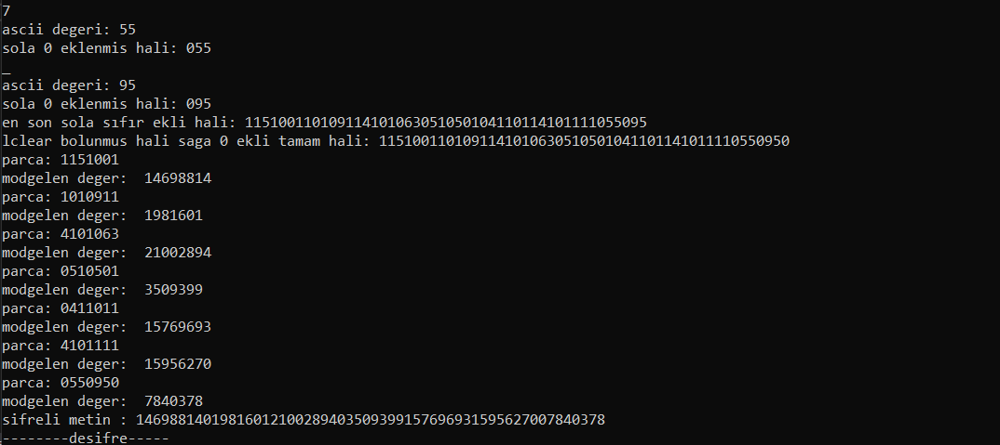 7
ascii degeri: 55
sola 0 eklenmis hali: 055
_
ascii degeri: 95
sola 0 eklenmis hali: 095
en son sola sıfır ekli hali: 115100110109114101063051050104110114101111055095
lclear bolunmus hali saga 0 ekli tamam hali: 1151001101091141010630510501041101141011110550950
parca: 1151001
modgelen deger:  14698814
parca: 1010911
modgelen deger:  1981601
parca: 4101063
modgelen deger:  21002894
parca: 0510501
modgelen deger:  3509399
parca: 0411011
modgelen deger:  15769693
parca: 4101111
modgelen deger:  15956270
parca: 0550950
modgelen deger:  7840378
sifreli metin : 14698814019816012100289403509399157696931595627007840378
--------desifre-----